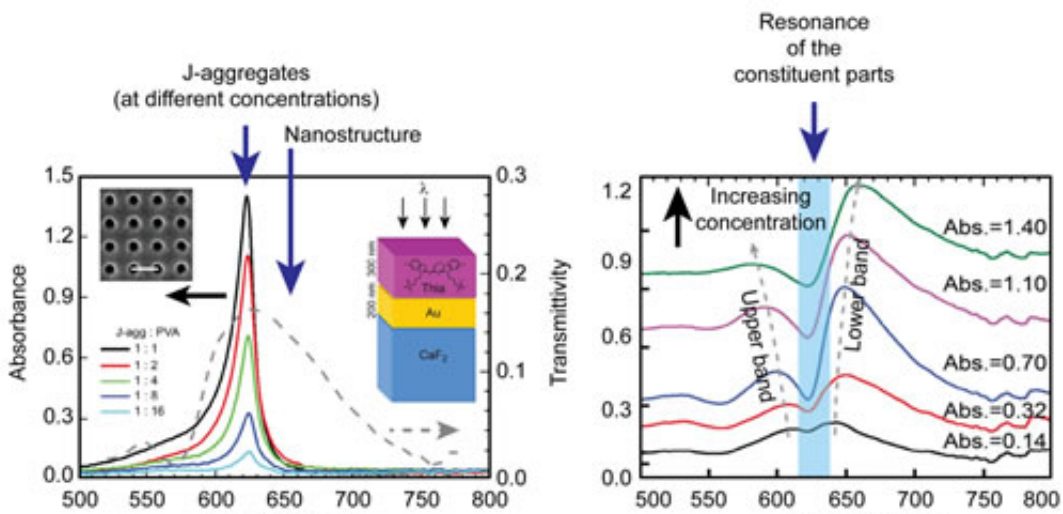 J-aggregates
(at different concentrations)
Nanostructure
1.5
1.2
0.9
0.6
0.3
0.0
Absorbance
J-agg : PVA
1 : 1
1 : 2
1 : 4
1 : 8
1 : 16
λ
200 nm 300 nm
Thia
Au
CaF₂
0.3
0.2
0.1
0.0
Transmittivity
500 550 600 650 700 750 800
Resonance
of the
constituent parts
1.2
0.9
0.6
0.3
0.0
Increasing
concentration
Upper band
Lower band
Abs.=1.40
Abs.=1.10
Abs.=0.70
Abs.=0.32
Abs.=0.14
500 550 600 650 700 750 800